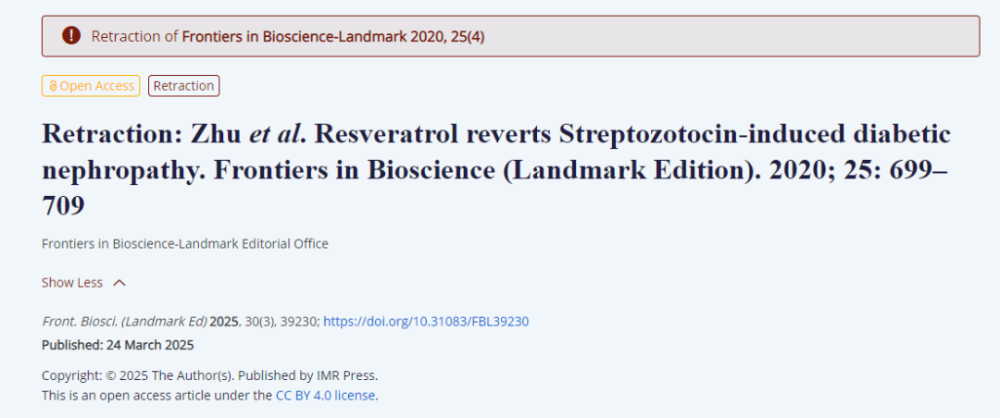 Retraction of Frontiers in Bioscience-Landmark 2020, 25(4)
Open Access Retraction
Retraction: Zhu et al. Resveratrol reverts Streptozotocin-induced diabetic
nephropathy. Frontiers in Bioscience (Landmark Edition). 2020; 25: 699–
709
Frontiers in Bioscience-Landmark Editorial Office
Show Less
Front. Biosci. (Landmark Ed) 2025, 30(3), 39230; https://doi.org/10.31083/FBL39230
Published: 24 March 2025
Copyright: © 2025 The Author(s). Published by IMR Press.
This is an open access article under the CC BY 4.0 license.